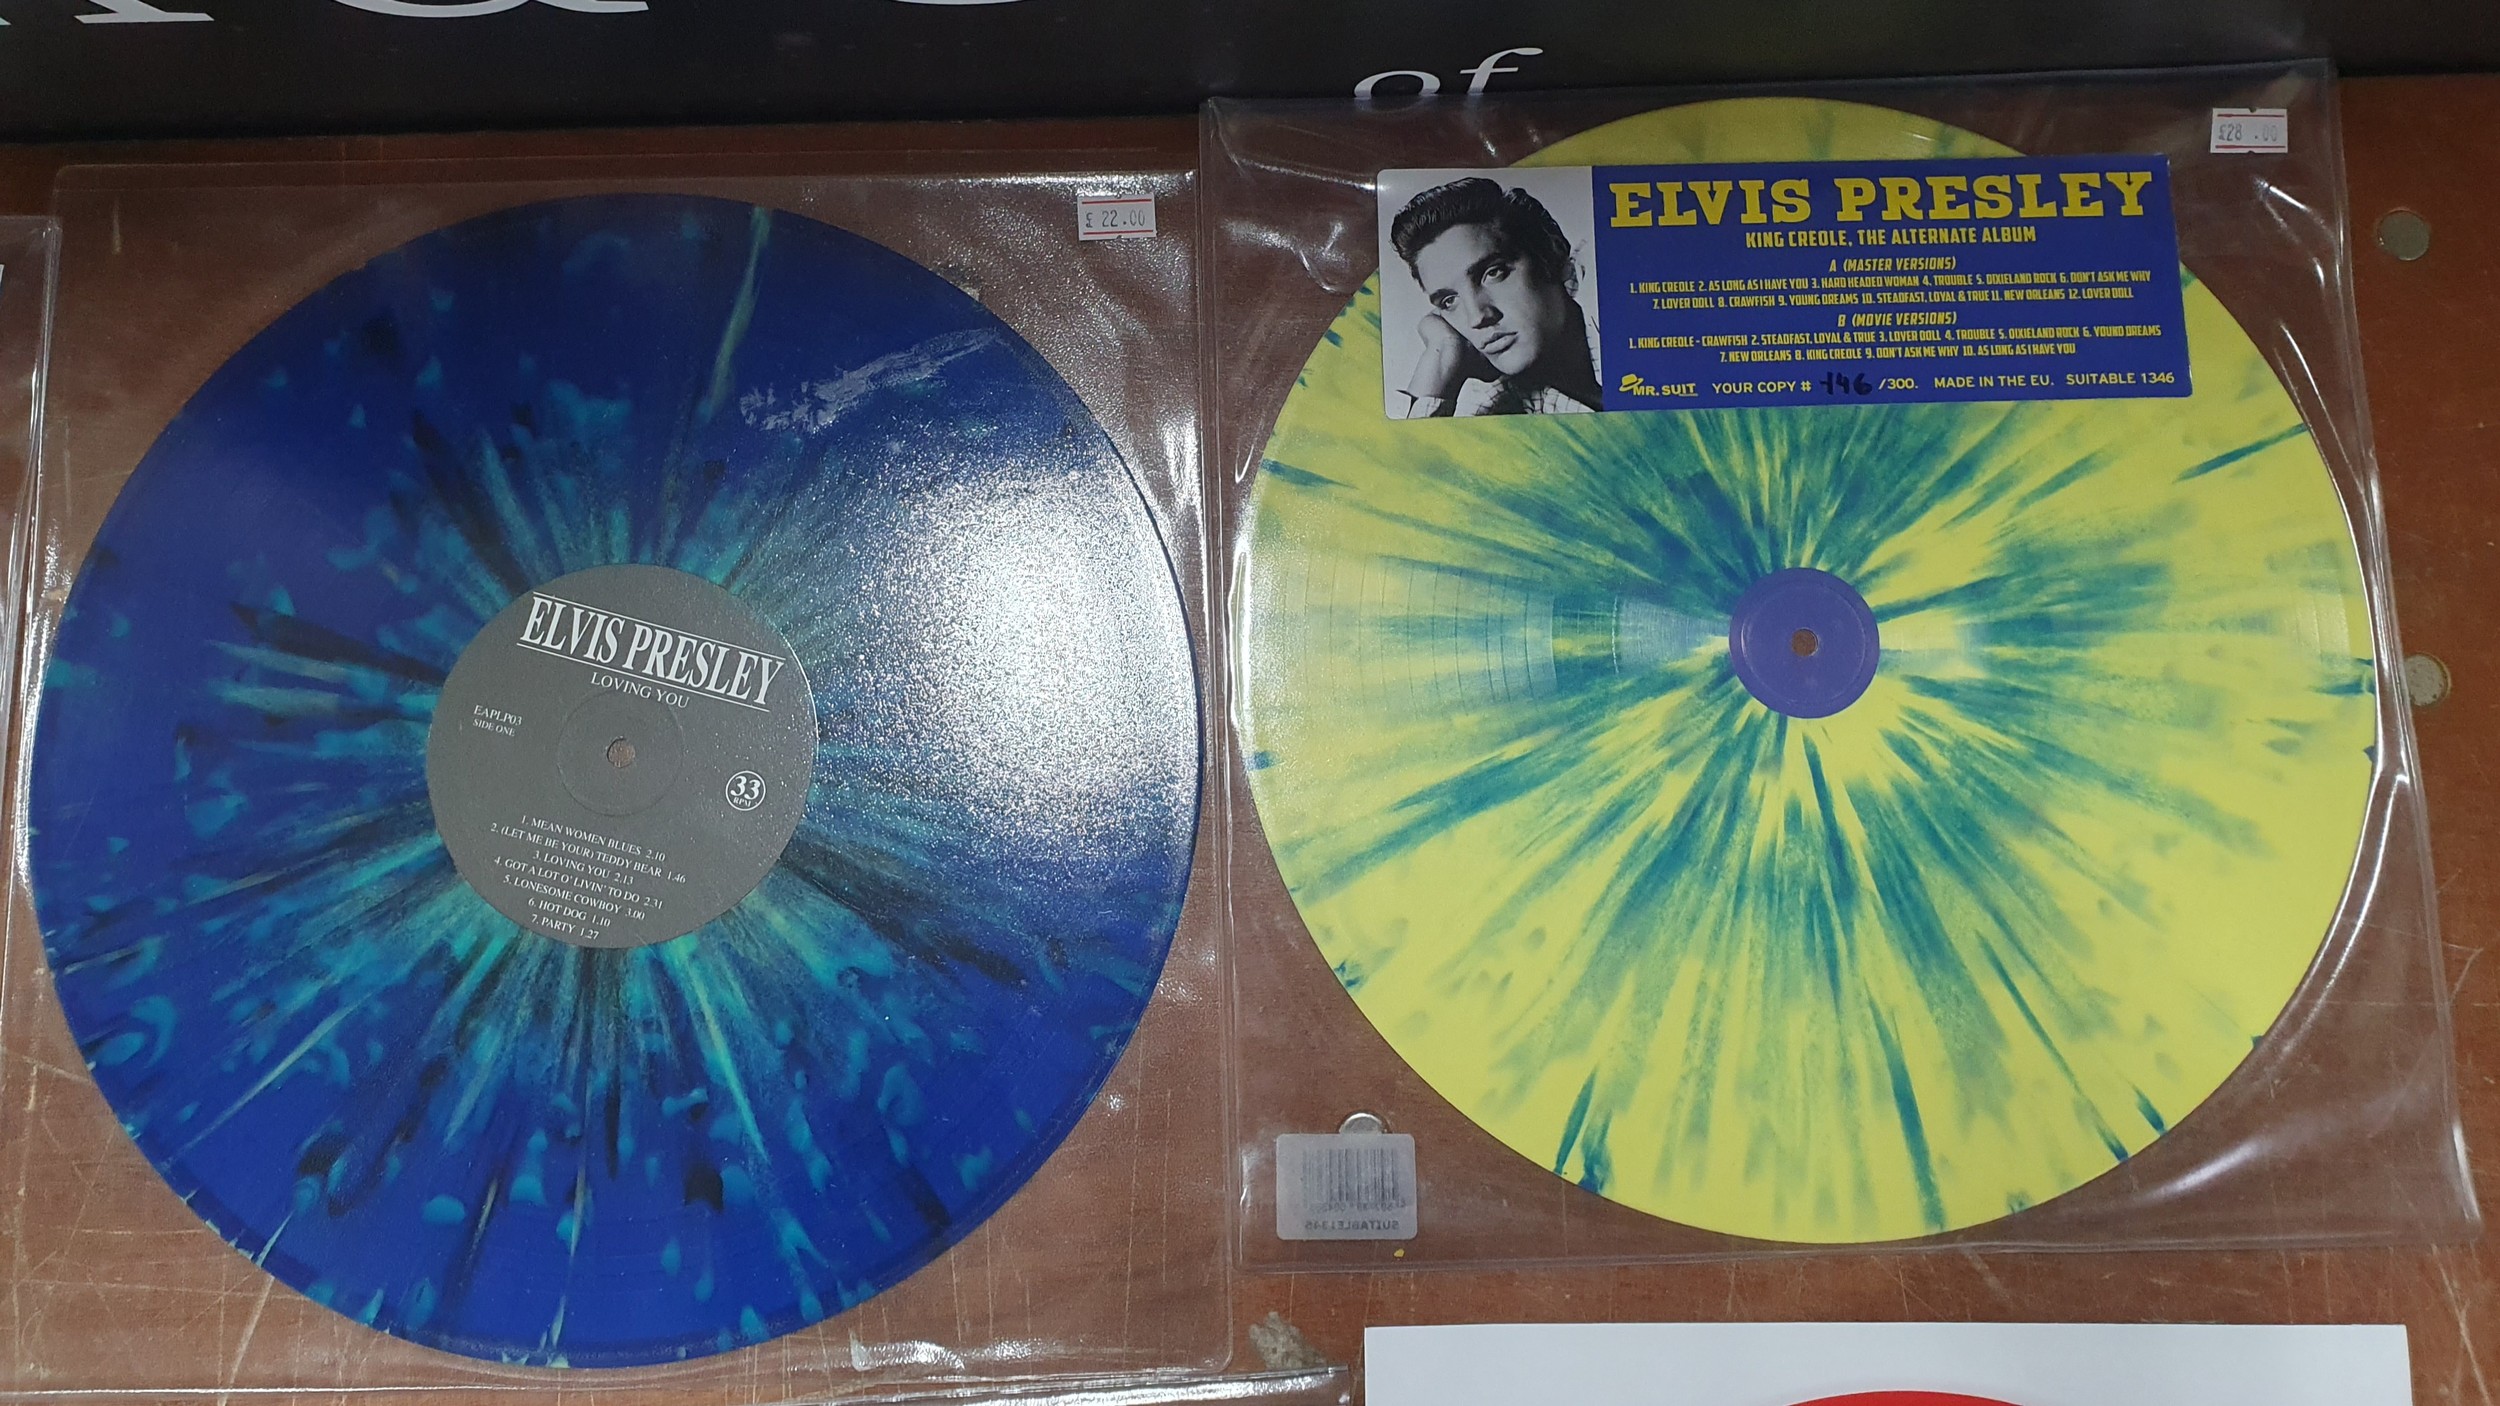 of
£ 22.00
ELVIS PRESLEY
LOVING YOU
EAPLP03
SIDE ONE
33
RPM
1. MEAN WOMEN BLUES 2.10
2. (LET ME BE YOUR) TEDDY BEAR 1.46
3. LOVING YOU 2.13
4. GOT A LOT O' LIVIN' TO DO 2.31
5. LONESOME COWBOY 3.00
6. HOT DOG 1.10
7. PARTY 1.27
£28 .00
ELVIS PRESLEY
KING CREOLE, THE ALTERNATE ALBUM
A (MASTER VERSIONS)
1. KING CREOLE 2. AS LONG AS I HAVE YOU 3. HARD HEADED WOMAN 4. TROUBLE 5. DIXIELAND ROCK 6. DON'T ASK ME WHY
7. LOVER DOLL 8. CRAWFISH 9. YOUNG DREAMS 10. STEADFAST, LOYAL & TRUE 11. NEW ORLEANS 12. LOVER DOLL
B (MOVIE VERSIONS)
1. KING CREOLE - CRAWFISH 2. STEADFAST, LOYAL & TRUE 3. LOVER DOLL 4. TROUBLE 5. DIXIELAND ROCK 6. YOUND DREAMS
7. NEW ORLEANS 8. KING CREOLE 9. DON'T ASK ME WHY 10. AS LONG AS I HAVE YOU
MR. SUIT YOUR COPY # 146 /300. MADE IN THE EU. SUITABLE 1346